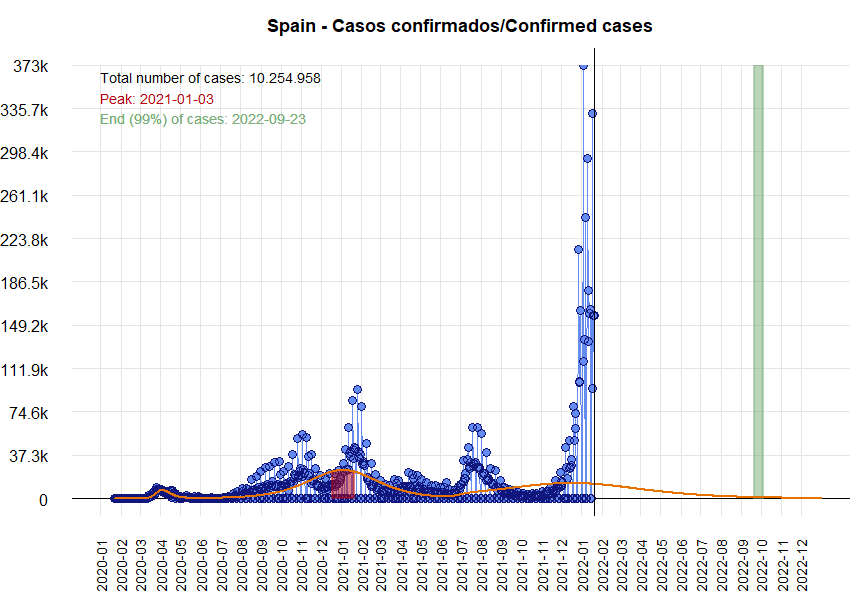 Spain - Casos confirmados/Confirmed cases
373k
335.7k
298.4k
261.1k
223.8k
186.5k
149.2k
111.9k
74.6k
37.3k
0
Total number of cases: 10.254.958
Peak: 2021-01-03
End (99%) of cases: 2022-09-23
2020-01
2020-02
2020-03
2020-04
2020-05
2020-06
2020-07
2020-08
2020-09
2020-10
2020-11
2020-12
2021-01
2021-02
2021-03
2021-04
2021-05
2021-06
2021-07
2021-08
2021-09
2021-10
2021-11
2021-12
2022-01
2022-02
2022-03
2022-04
2022-05
2022-06
2022-07
2022-08
2022-09
2022-10
2022-11
2022-12